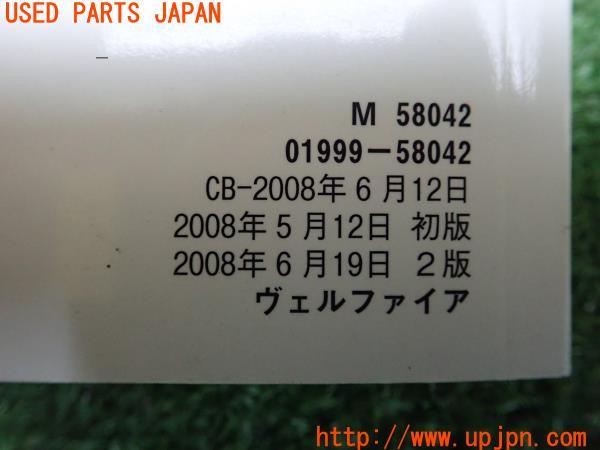 USED PARTS JAPAN
M 58042
01999−58042
CB-2008年6月12日
2008年5月12日 初版
2008年6月19日 2版
ヴェルファイア
http://www.upjpn.com